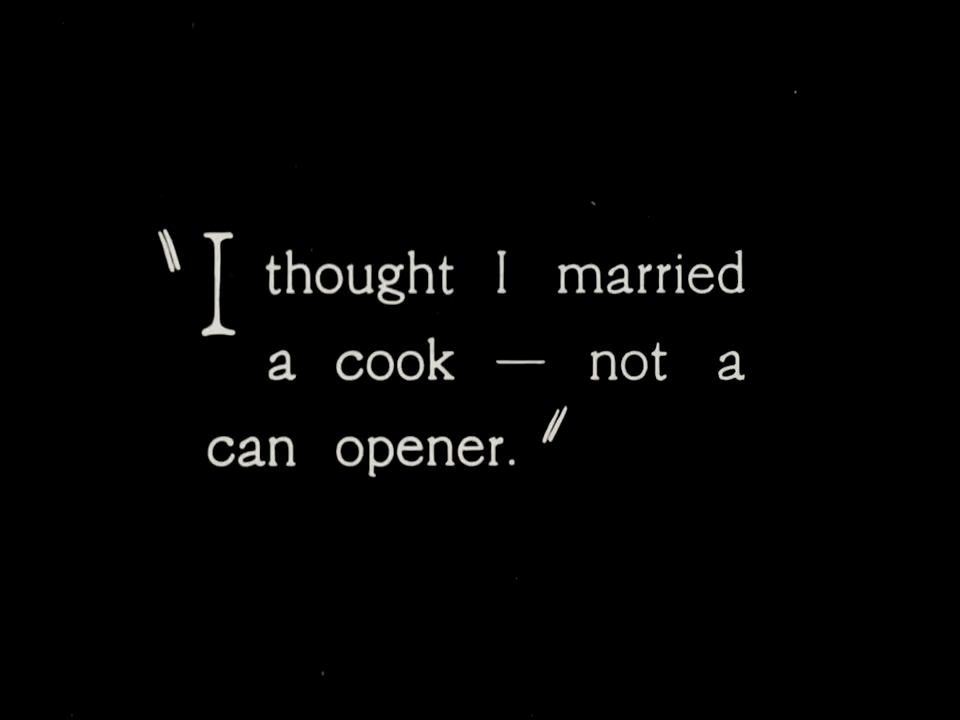 "I thought I married
a cook — not a
can opener."